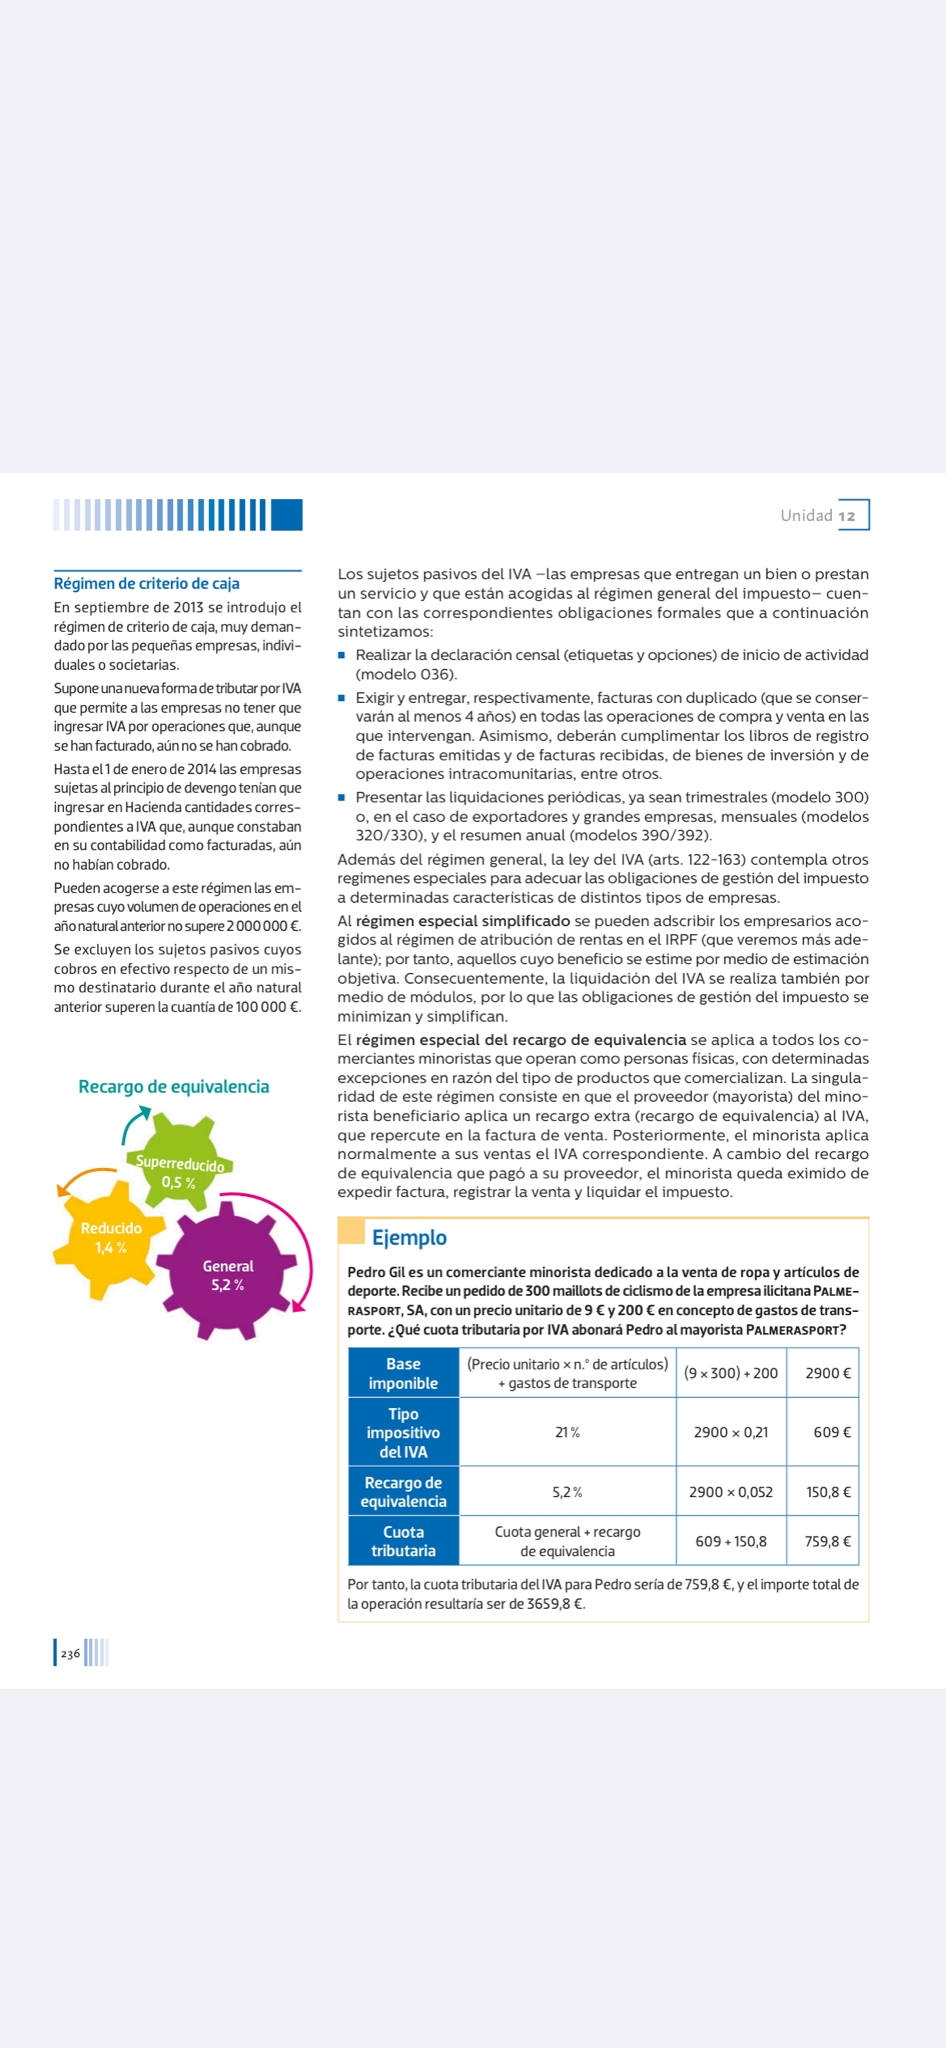 Unidad 12
Régimen de criterio de caja
En septiembre de 2013 se introdujo el
régimen de criterio de caja, muy deman-
dado por las pequeñas empresas, indivi-
duales o societarias.
Supone una nueva forma de tributar por IVA
que permite a las empresas no tener que
ingresar IVA por operaciones que, aunque
se han facturado, aún no se han cobrado.
Hasta el 1 de enero de 2014 las empresas
sujetas al principio de devengo tenían que
ingresar en Hacienda cantidades corres-
pondientes a IVA que, aunque constaban
en su contabilidad como facturadas, aún
no habían cobrado.
Pueden acogerse a este régimen las em-
presas cuyo volumen de operaciones en el
año natural anterior no supere 2 000 000 €.
Se excluyen los sujetos pasivos cuyos
cobros en efectivo respecto de un mis-
mo destinatario durante el año natural
anterior superen la cuantía de 100 000 €.
Recargo de equivalencia
Superreducido
0,5 %
Reducido
1,4 %
General
5,2 %
Los sujetos pasivos del IVA –las empresas que entregan un bien o prestan
un servicio y que están acogidas al régimen general del impuesto– cuen-
tan con las correspondientes obligaciones formales que a continuación
sintetizamos:
■ Realizar la declaración censal (etiquetas y opciones) de inicio de actividad
(modelo 036).
■ Exigir y entregar, respectivamente, facturas con duplicado (que se conser-
varán al menos 4 años) en todas las operaciones de compra y venta en las
que intervengan. Asimismo, deberán cumplimentar los libros de registro
de facturas emitidas y de facturas recibidas, de bienes de inversión y de
operaciones intracomunitarias, entre otros.
■ Presentar las liquidaciones periódicas, ya sean trimestrales (modelo 300)
o, en el caso de exportadores y grandes empresas, mensuales (modelos
320/330), y el resumen anual (modelos 390/392).
Además del régimen general, la ley del IVA (arts. 122-163) contempla otros
regímenes especiales para adecuar las obligaciones de gestión del impuesto
a determinadas características de distintos tipos de empresas.
Al régimen especial simplificado se pueden adscribir los empresarios aco-
gidos al régimen de atribución de rentas en el IRPF (que veremos más ade-
lante); por tanto, aquellos cuyo beneficio se estime por medio de estimación
objetiva. Consecuentemente, la liquidación del IVA se realiza también por
medio de módulos, por lo que las obligaciones de gestión del impuesto se
minimizan y simplifican.
El régimen especial del recargo de equivalencia se aplica a todos los co-
merciantes minoristas que operan como personas físicas, con determinadas
excepciones en razón del tipo de productos que comercializan. La singula-
ridad de este régimen consiste en que el proveedor (mayorista) del mino-
rista beneficiario aplica un recargo extra (recargo de equivalencia) al IVA,
que repercute en la factura de venta. Posteriormente, el minorista aplica
normalmente a sus ventas el IVA correspondiente. A cambio del recargo
de equivalencia que pagó a su proveedor, el minorista queda eximido de
expedir factura, registrar la venta y liquidar el impuesto.
Ejemplo
Pedro Gil es un comerciante minorista dedicado a la venta de ropa y artículos de
deporte. Recibe un pedido de 300 maillots de ciclismo de la empresa ilicitana PALME-
RASPORT, SA, con un precio unitario de 9 € y 200 € en concepto de gastos de trans-
porte. ¿Qué cuota tributaria por IVA abonará Pedro al mayorista PALMERASPORT?
Base
imponible
(Precio unitario × n.º de artículos)
+ gastos de transporte
(9 × 300) + 200
2900 €
Tipo
impositivo
del IVA
21 %
2900 × 0,21
609 €
Recargo de
equivalencia
5,2 %
2900 × 0,052
150,8 €
Cuota
tributaria
Cuota general + recargo
de equivalencia
609 + 150,8
759,8 €
Por tanto, la cuota tributaria del IVA para Pedro sería de 759,8 €, y el importe total de
la operación resultaría ser de 3659,8 €.
236